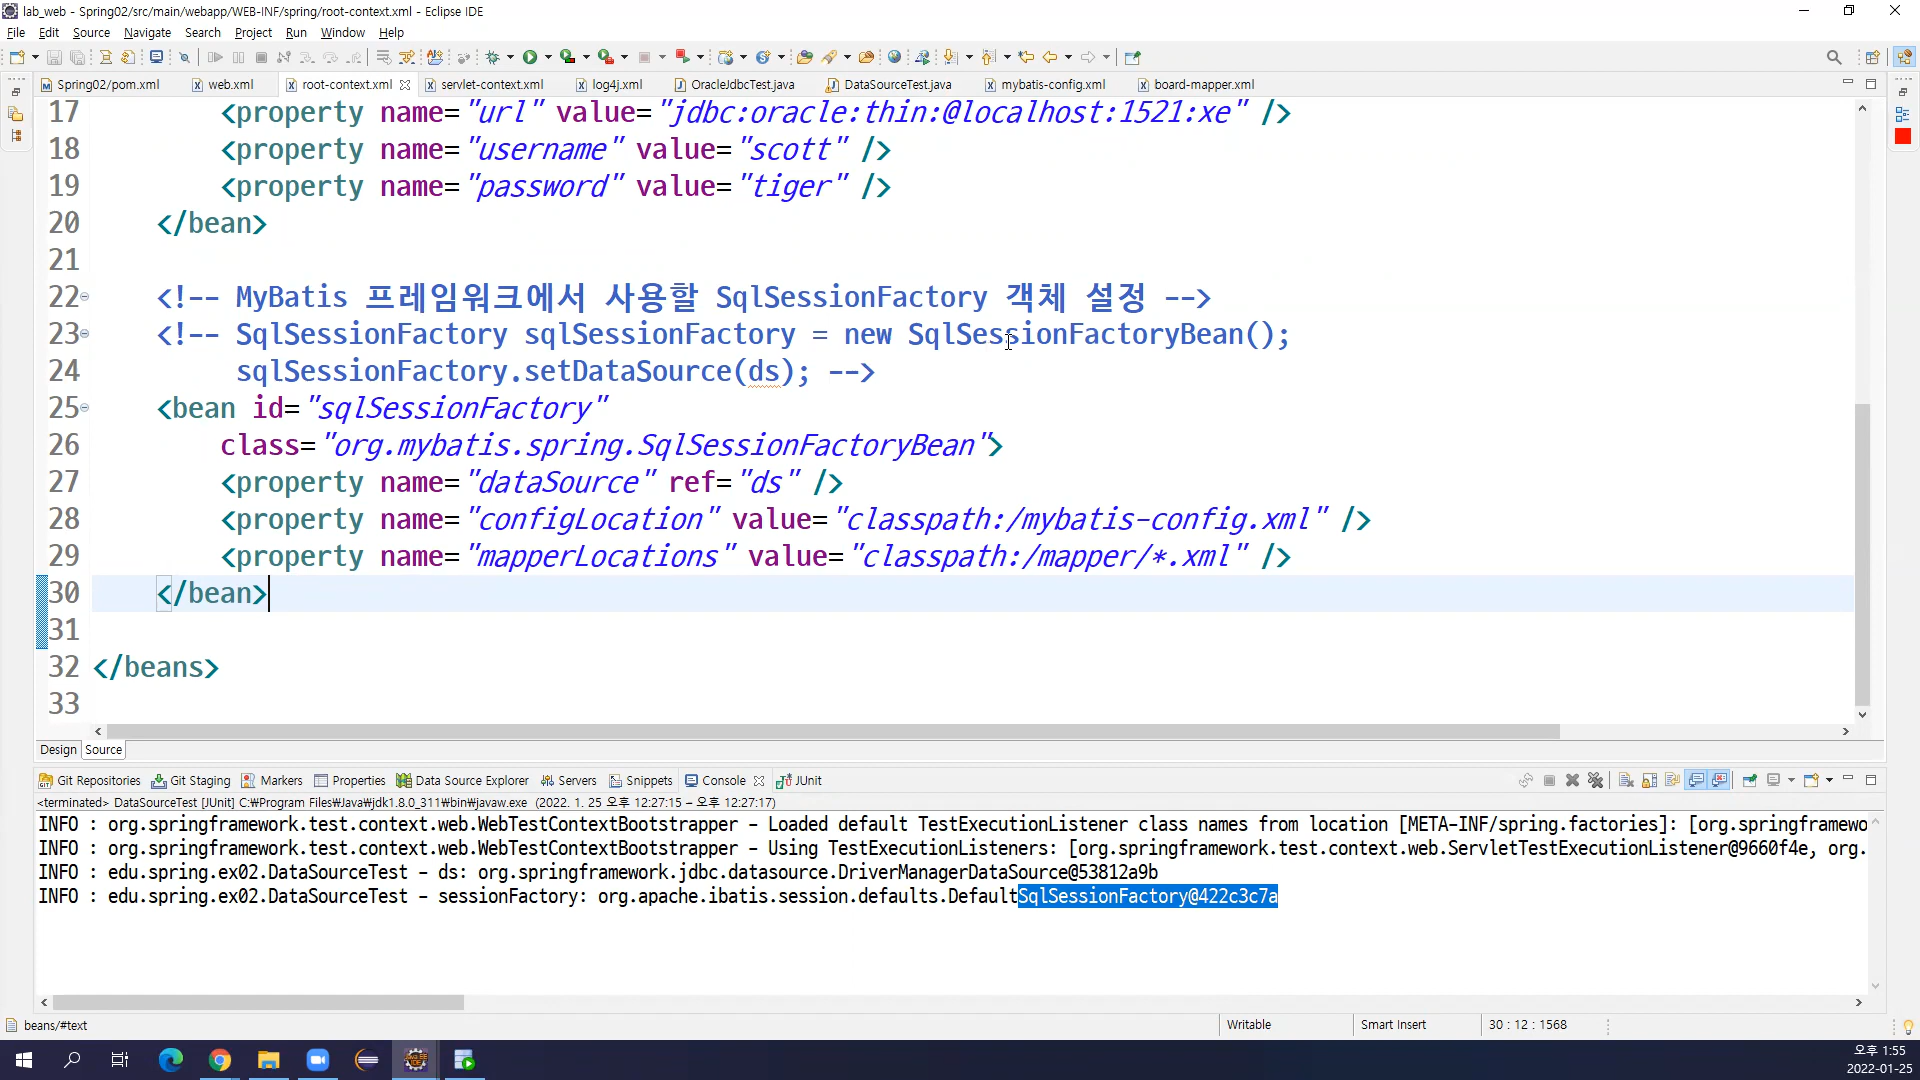 lab_web - Spring02/src/main/webapp/WEB-INF/spring/root-context.xml - Eclipse IDE
File Edit Source Navigate Search Project Run Window Help
Spring02/pom.xml web.xml root-context.xml servlet-context.xml log4j.xml OracleJdbcTest.java DataSourceTest.java mybatis-config.xml board-mapper.xml
17 <property name="url" value="jdbc:oracle:thin:@localhost:1521:xe" />
18 <property name="username" value="scott" />
19 <property name="password" value="tiger" />
20 </bean>
21
22 <!-- MyBatis 프레임워크에서 사용할 SqlSessionFactory 객체 설정 -->
23 <!-- SqlSessionFactory sqlSessionFactory = new SqlSessionFactoryBean();
24 sqlSessionFactory.setDataSource(ds); -->
25 <bean id="sqlSessionFactory"
26 class="org.mybatis.spring.SqlSessionFactoryBean">
27 <property name="dataSource" ref="ds" />
28 <property name="configLocation" value="classpath:/mybatis-config.xml" />
29 <property name="mapperLocations" value="classpath:/mapper/*.xml" />
30 </bean>
31
32 </beans>
33
Design Source
Git Repositories Git Staging Markers Properties Data Source Explorer Servers Snippets Console JUnit
<terminated> DataSourceTest [JUnit] C:₩Program Files₩Java₩jdk1.8.0_311₩bin₩javaw.exe (2022. 1. 25 오후 12:27:15 – 오후 12:27:17)
INFO : org.springframework.test.context.web.WebTestContextBootstrapper - Loaded default TestExecutionListener class names from location [META-INF/spring.factories]: [org.springframewo
INFO : org.springframework.test.context.web.WebTestContextBootstrapper - Using TestExecutionListeners: [org.springframework.test.context.web.ServletTestExecutionListener@9660f4e, org.
INFO : edu.spring.ex02.DataSourceTest - ds: org.springframework.jdbc.datasource.DriverManagerDataSource@53812a9b
INFO : edu.spring.ex02.DataSourceTest - sessionFactory: org.apache.ibatis.session.defaults.DefaultSqlSessionFactory@422c3c7a
beans/#text Writable Smart Insert 30 : 12 : 1568
오후 1:55
2022-01-25